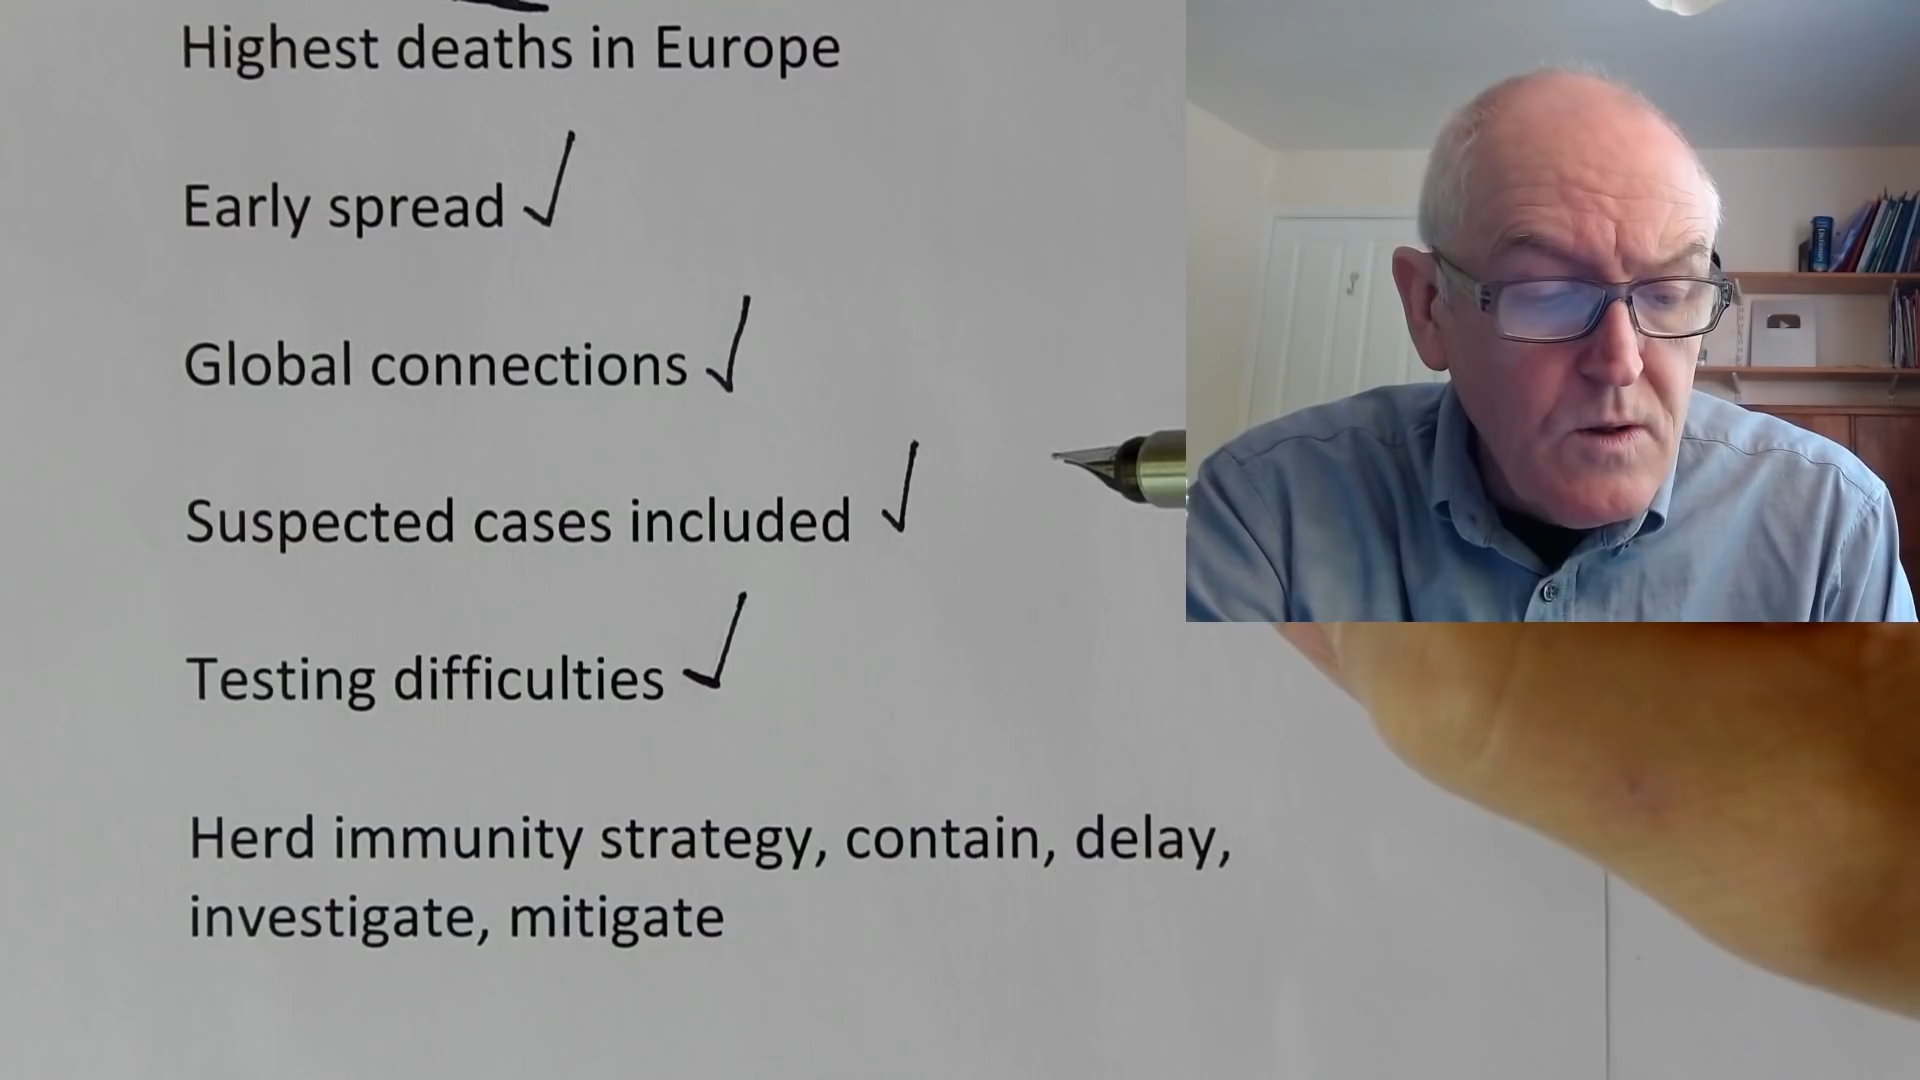 Highest deaths in Europe
Early spread
Global connections
Suspected cases included
Testing difficulties
Herd immunity strategy, contain, delay,
investigate, mitigate
Dictionary